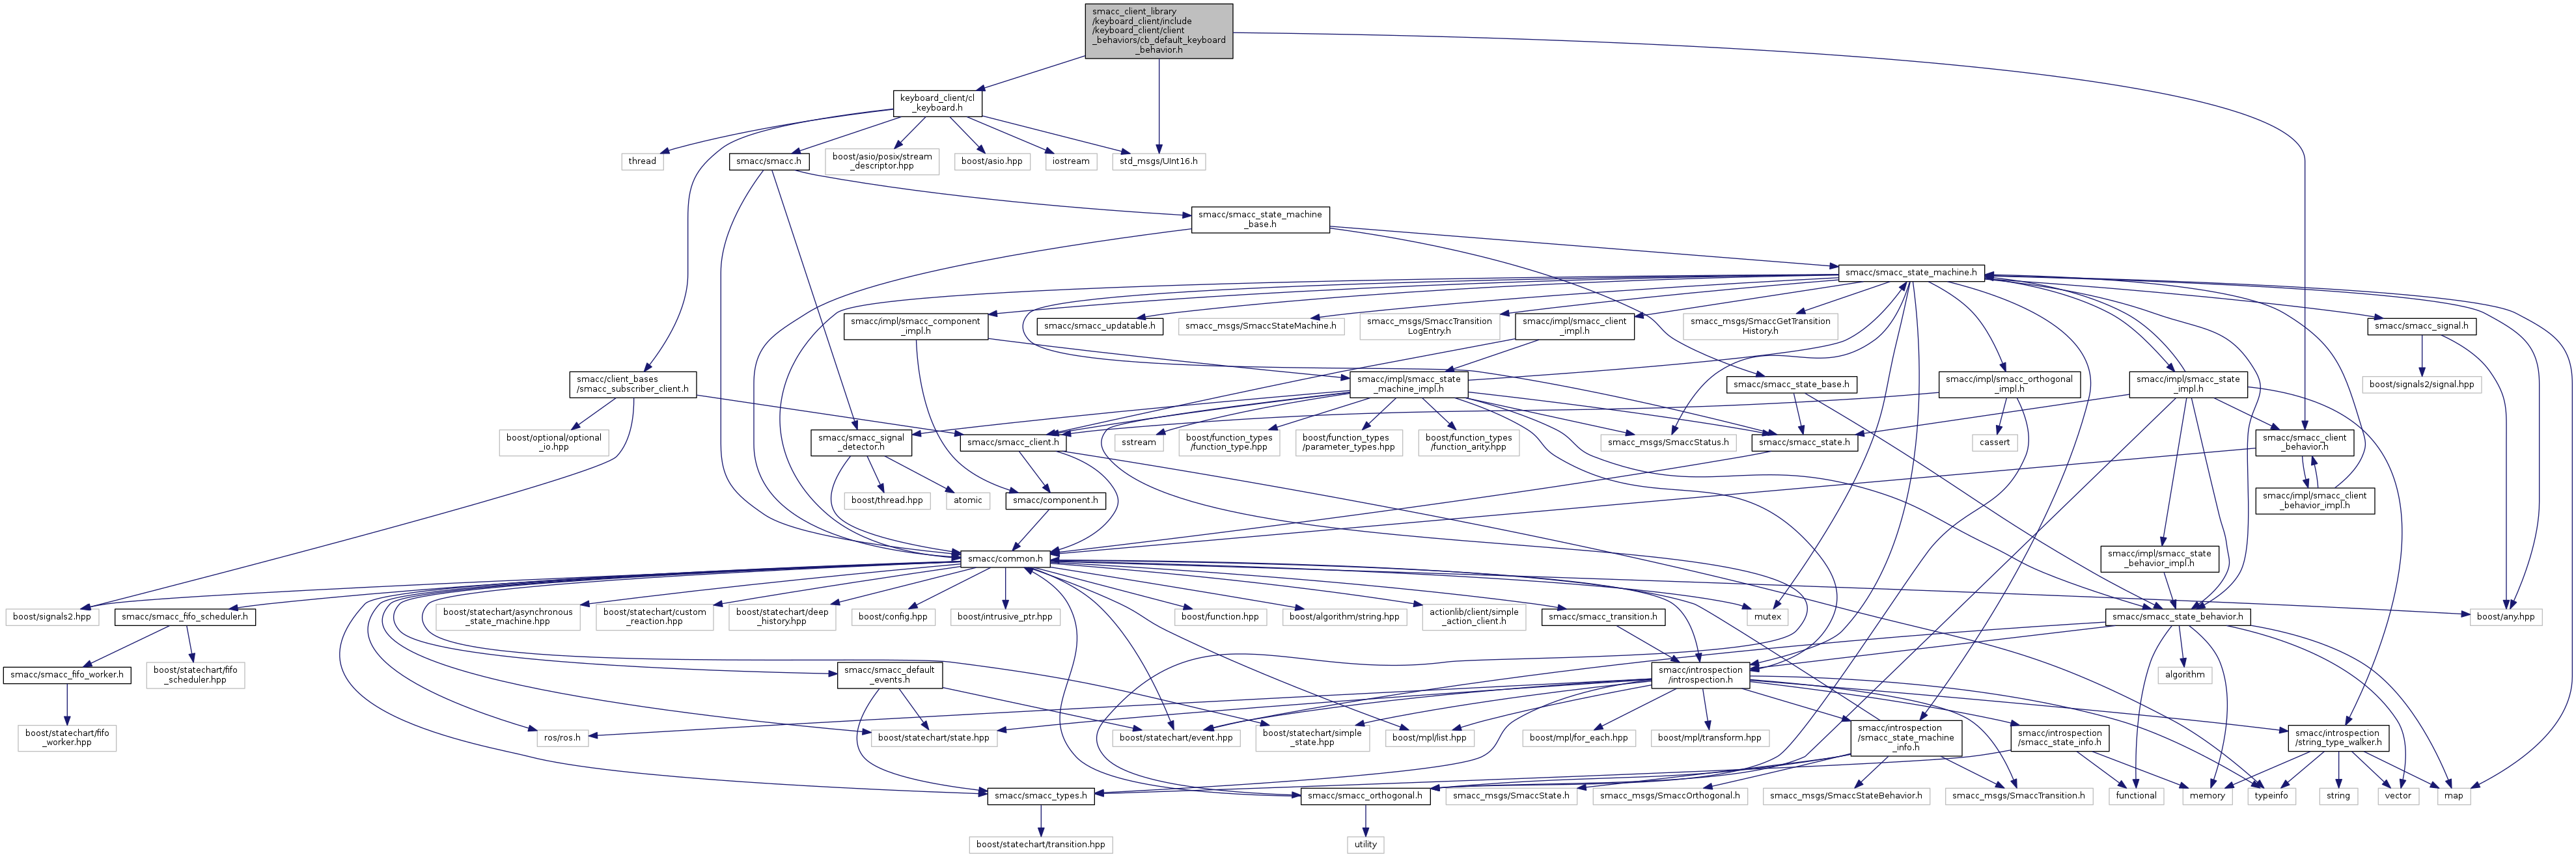 smacc_client_library
/keyboard_client/include
/keyboard_client/client
_behaviors/cb_default_keyboard
_behavior.h
keyboard_client/cl
_keyboard.h
thread
smacc/smacc.h
boost/asio/posix/stream
_descriptor.hpp
boost/asio.hpp
iostream
std_msgs/UInt16.h
smacc/smacc_state_machine
_base.h
smacc/smacc_state_machine.h
smacc/impl/smacc_component
_impl.h
smacc/smacc_updatable.h
smacc_msgs/SmaccStateMachine.h
smacc_msgs/SmaccTransition
LogEntry.h
smacc/impl/smacc_client
_impl.h
smacc_msgs/SmaccGetTransition
History.h
smacc/smacc_signal.h
smacc/client_bases
/smacc_subscriber_client.h
smacc/impl/smacc_state
_machine_impl.h
smacc/smacc_state_base.h
smacc/impl/smacc_orthogonal
_impl.h
smacc/impl/smacc_state
_impl.h
boost/signals2/signal.hpp
boost/optional/optional
_io.hpp
smacc/smacc_signal
_detector.h
smacc/smacc_client.h
sstream
boost/function_types
/function_type.hpp
boost/function_types
/parameter_types.hpp
boost/function_types
/function_arity.hpp
smacc_msgs/SmaccStatus.h
smacc/smacc_state.h
cassert
smacc/smacc_client
_behavior.h
boost/thread.hpp
atomic
smacc/component.h
smacc/impl/smacc_client
_behavior_impl.h
smacc/common.h
smacc/impl/smacc_state
_behavior_impl.h
boost/signals2.hpp
smacc/smacc_fifo_scheduler.h
boost/statechart/asynchronous
_state_machine.hpp
boost/statechart/custom
_reaction.hpp
boost/statechart/deep
_history.hpp
boost/config.hpp
boost/intrusive_ptr.hpp
boost/function.hpp
boost/algorithm/string.hpp
actionlib/client/simple
_action_client.h
smacc/smacc_transition.h
mutex
smacc/smacc_state_behavior.h
boost/any.hpp
smacc/smacc_fifo_worker.h
boost/statechart/fifo
_scheduler.hpp
smacc/smacc_default
_events.h
smacc/introspection
/introspection.h
algorithm
boost/statechart/fifo
_worker.hpp
ros/ros.h
boost/statechart/state.hpp
boost/statechart/event.hpp
boost/statechart/simple
_state.hpp
boost/mpl/list.hpp
boost/mpl/for_each.hpp
boost/mpl/transform.hpp
smacc/introspection
/smacc_state_machine
_info.h
smacc/introspection
/smacc_state_info.h
smacc/introspection
/string_type_walker.h
smacc/smacc_types.h
smacc/smacc_orthogonal.h
smacc_msgs/SmaccState.h
smacc_msgs/SmaccOrthogonal.h
smacc_msgs/SmaccStateBehavior.h
smacc_msgs/SmaccTransition.h
functional
memory
typeinfo
string
vector
map
boost/statechart/transition.hpp
utility